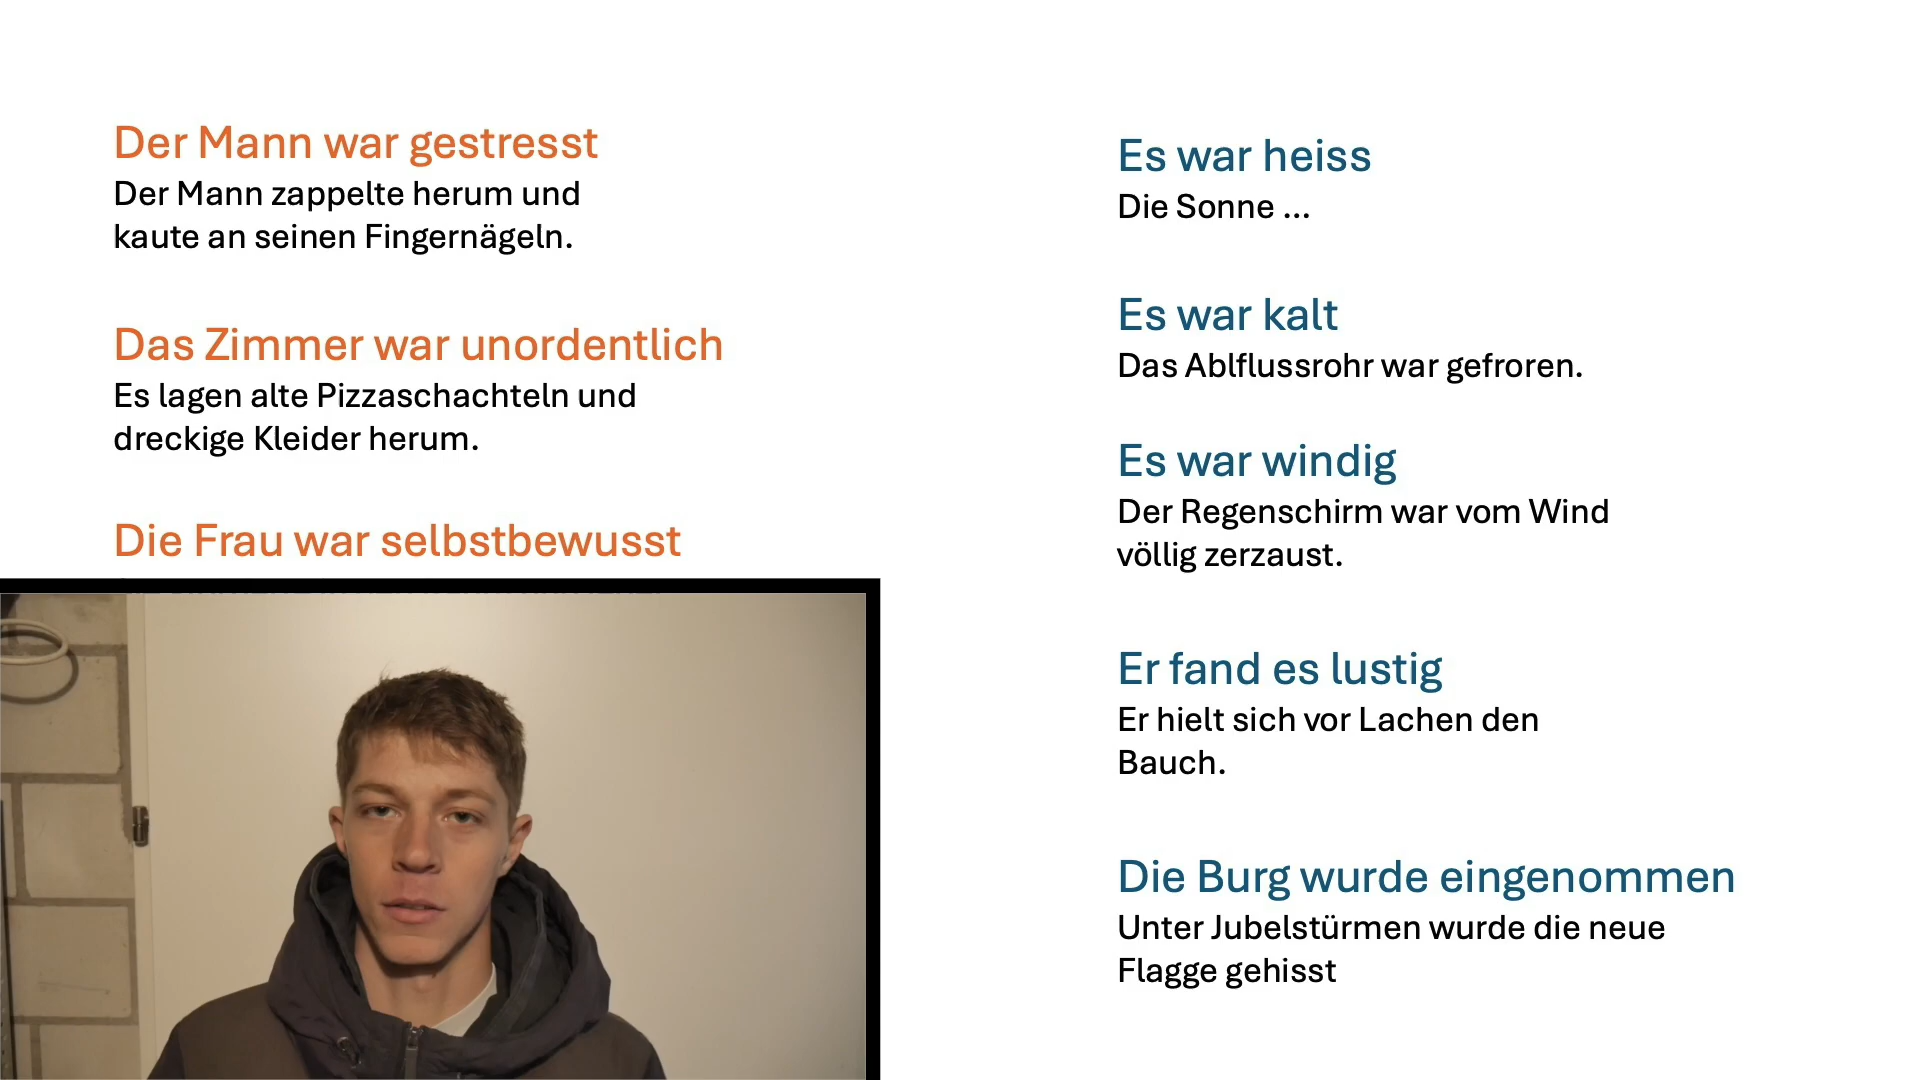 Der Mann war gestresst
Der Mann zappelte herum und
kaute an seinen Fingernägeln.
Das Zimmer war unordentlich
Es lagen alte Pizzaschachteln und
dreckige Kleider herum.
Die Frau war selbstbewusst
Es war heiss
Die Sonne ...
Es war kalt
Das Ablflussrohr war gefroren.
Es war windig
Der Regenschirm war vom Wind
völlig zerzaust.
Er fand es lustig
Er hielt sich vor Lachen den
Bauch.
Die Burg wurde eingenommen
Unter Jubelstürmen wurde die neue
Flagge gehisst